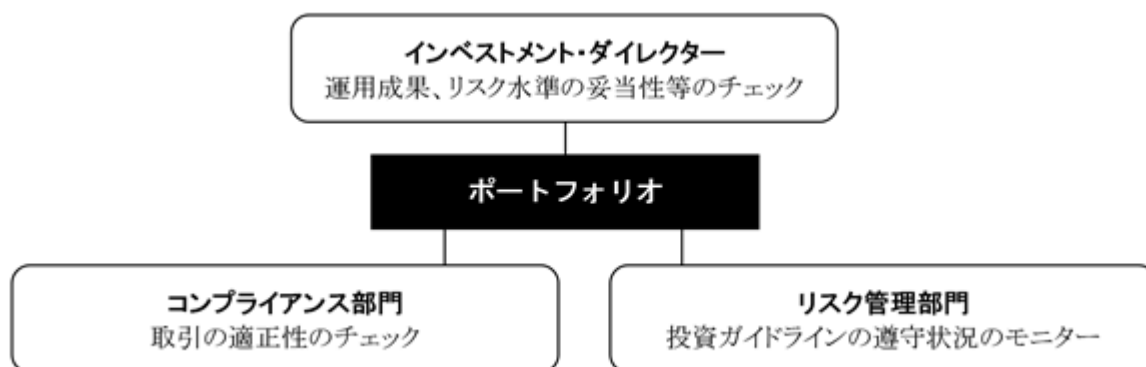 インベストメント・ダイレクター
運用成果、リスク水準の妥当性等のチェック
ポートフォリオ
コンプライアンス部門
取引の適正性のチェック
リスク管理部門
投資ガイドラインの遵守状況のモニター